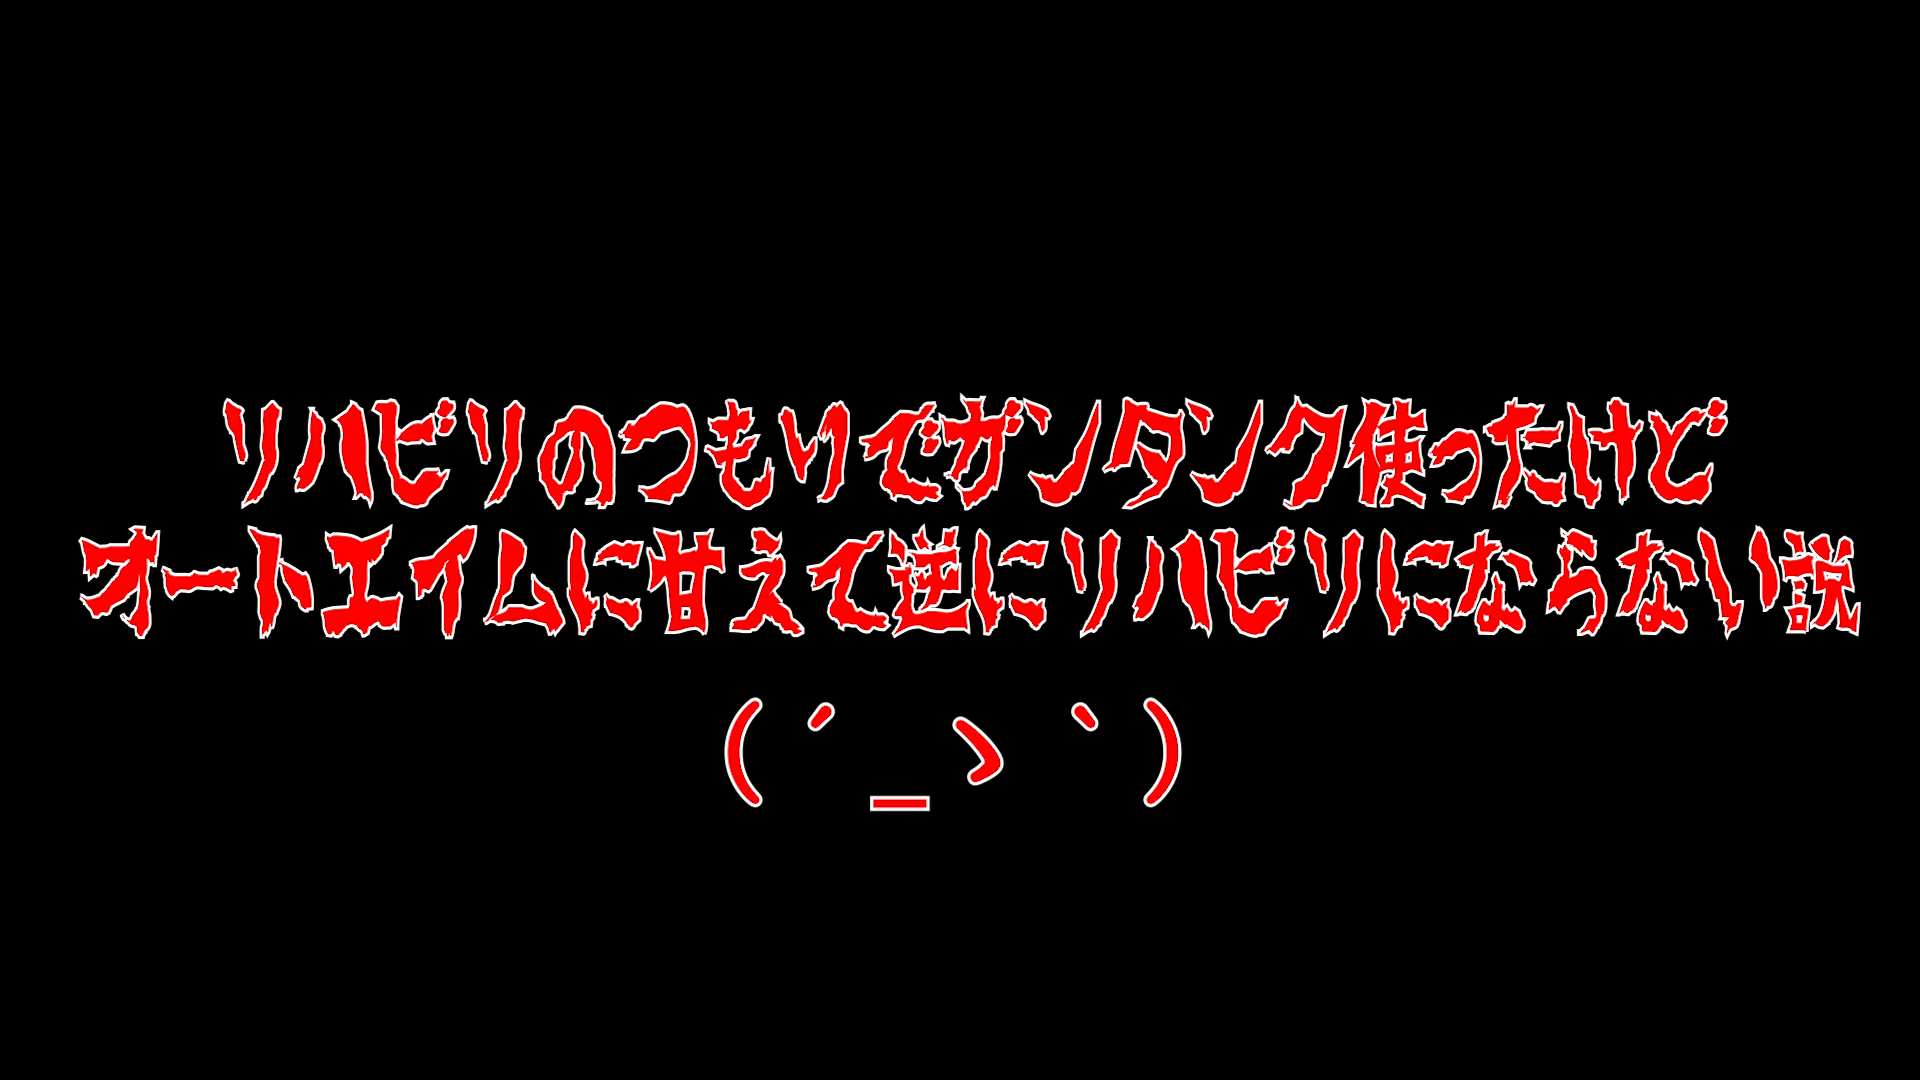 リハビリのつもりでガンタンク使ったけど
オートエイムに甘えて逆にリハビリにならない説
（´_ゝ｀）